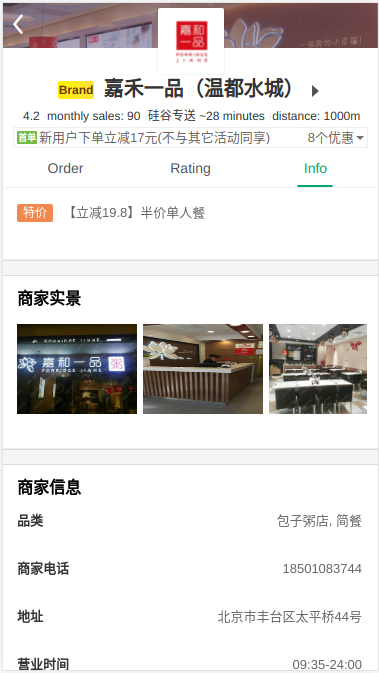 嘉和
一品
PORRIDGE
JIAHE
Brand 嘉禾一品（温都水城）
4.2 monthly sales: 90 硅谷专送 ~28 minutes distance: 1000m
首单 新用户下单立减17元(不与其它活动同享) 8个优惠
Order Rating Info
特价 【立减19.8】半价单人餐
商家实景
嘉和一品
PORRIDGE JIAHE
商家信息
品类 包子粥店, 简餐
商家电话 18501083744
地址 北京市丰台区太平桥44号
营业时间 09:35-24:00